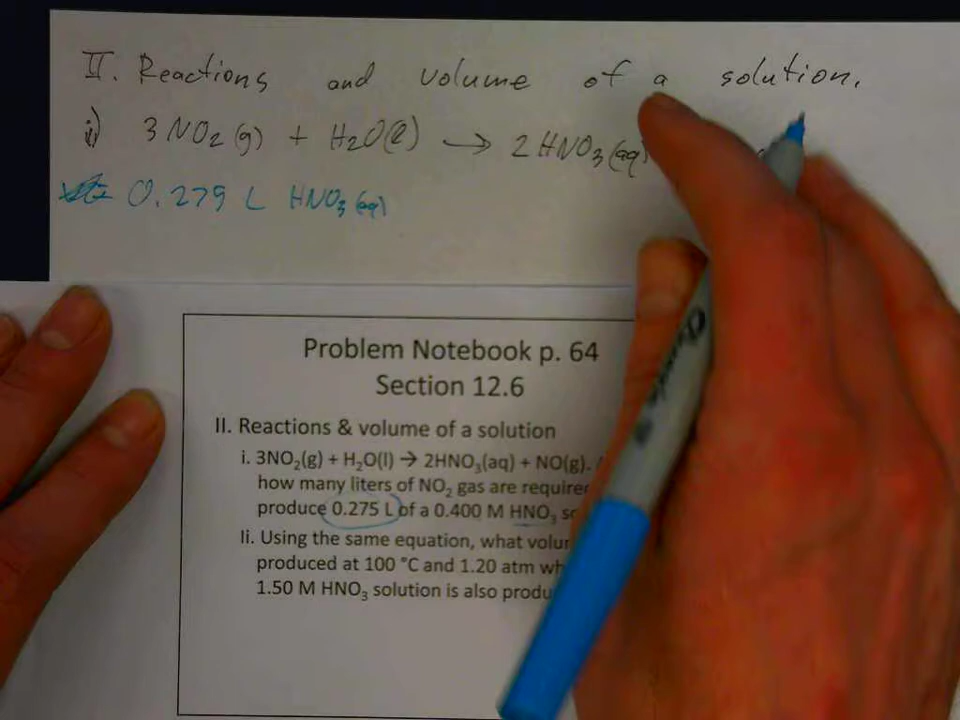 II. Reactions and volume of a solution.
i) 3 NO2 (g) + H2O(l) → 2 HNO3 (aq)
0.279 L HNO3 (aq)
Problem Notebook p. 64
Section 12.6
II. Reactions & volume of a solution
i. 3NO2(g) + H2O(l) → 2HNO3(aq) + NO(g).
how many liters of NO2 gas are require
produce 0.275 L of a 0.400 M HNO3 s
Ii. Using the same equation, what volu
produced at 100 °C and 1.20 atm wh
1.50 M HNO3 solution is also produ